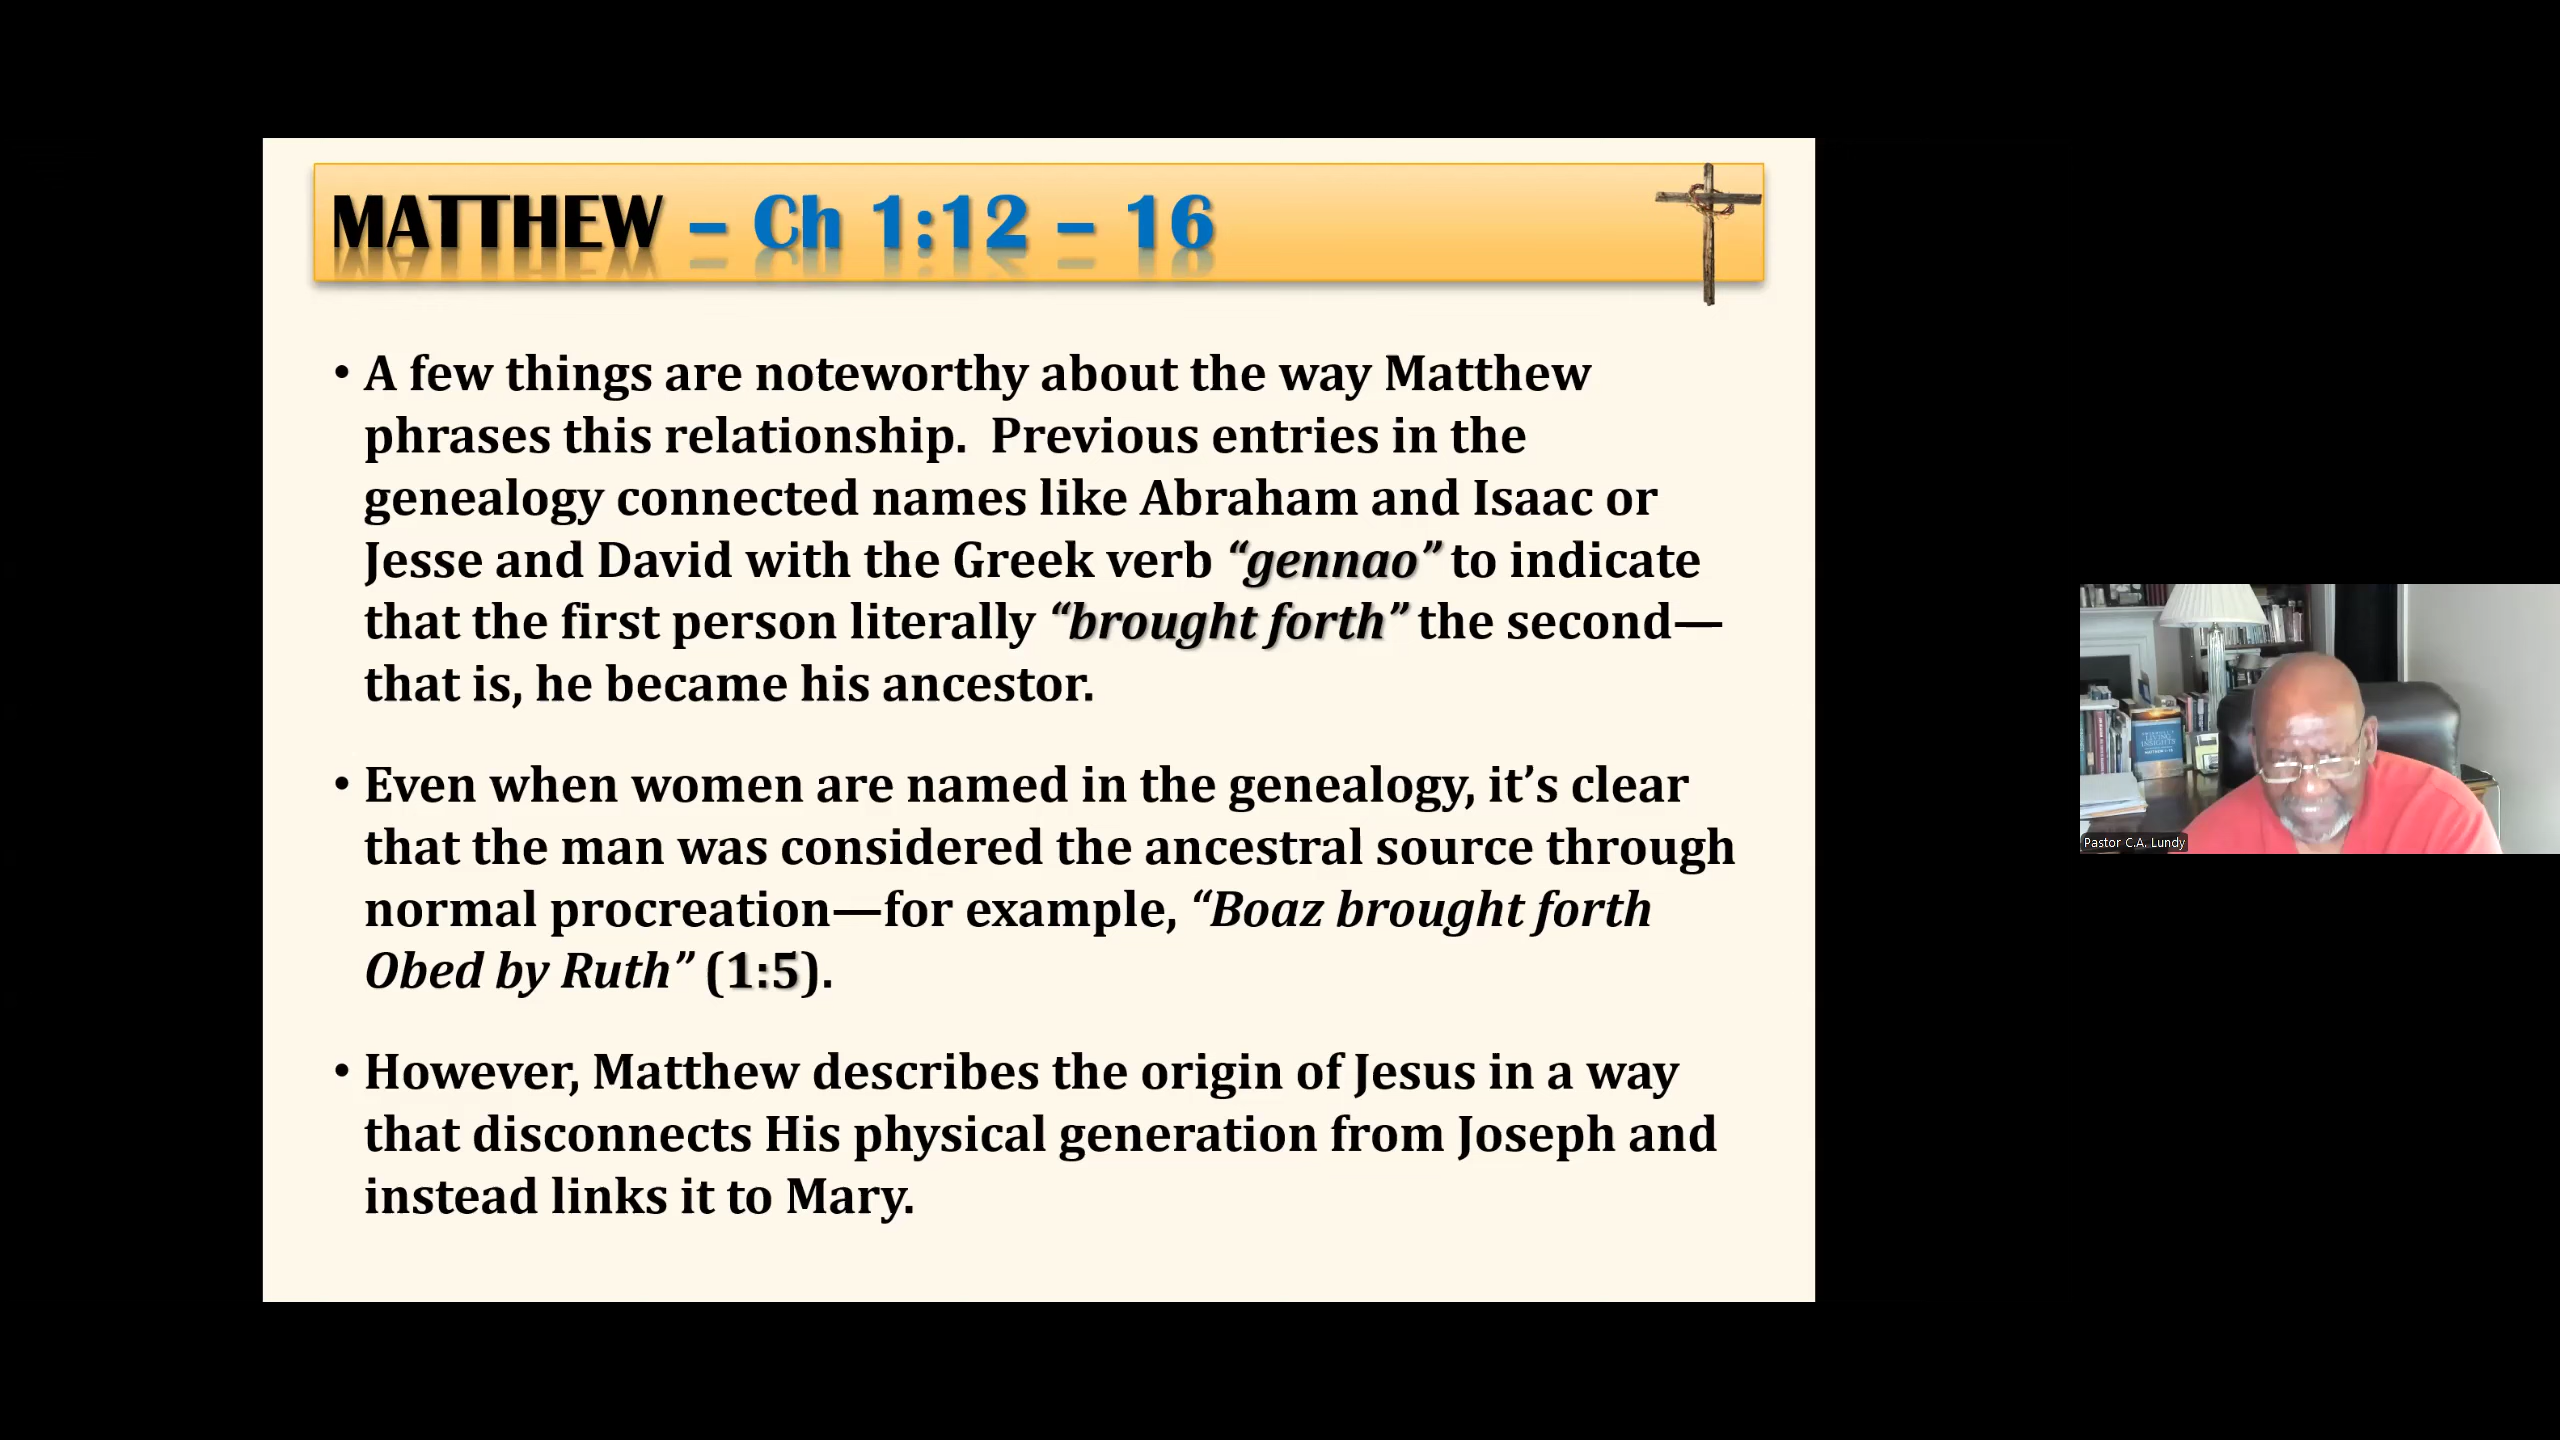 MATTHEW – Ch 1:12 – 16
• A few things are noteworthy about the way Matthew
phrases this relationship.  Previous entries in the
genealogy connected names like Abraham and Isaac or
Jesse and David with the Greek verb “gennao” to indicate
that the first person literally “brought forth” the second—
that is, he became his ancestor.
• Even when women are named in the genealogy, it’s clear
that the man was considered the ancestral source through
normal procreation—for example, “Boaz brought forth
Obed by Ruth” (1:5).
• However, Matthew describes the origin of Jesus in a way
that disconnects His physical generation from Joseph and
instead links it to Mary.
LIVING
INSIGHTS
Pastor C.A. Lundy